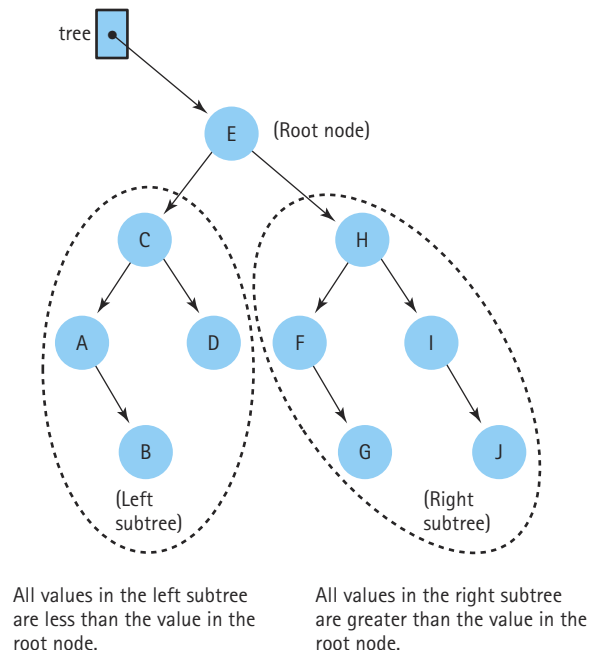 tree
E
(Root node)
C
H
A
D
F
I
B
G
J
(Left
subtree)
(Right
subtree)
All values in the left subtree
are less than the value in the
root node.
All values in the right subtree
are greater than the value in the
root node.